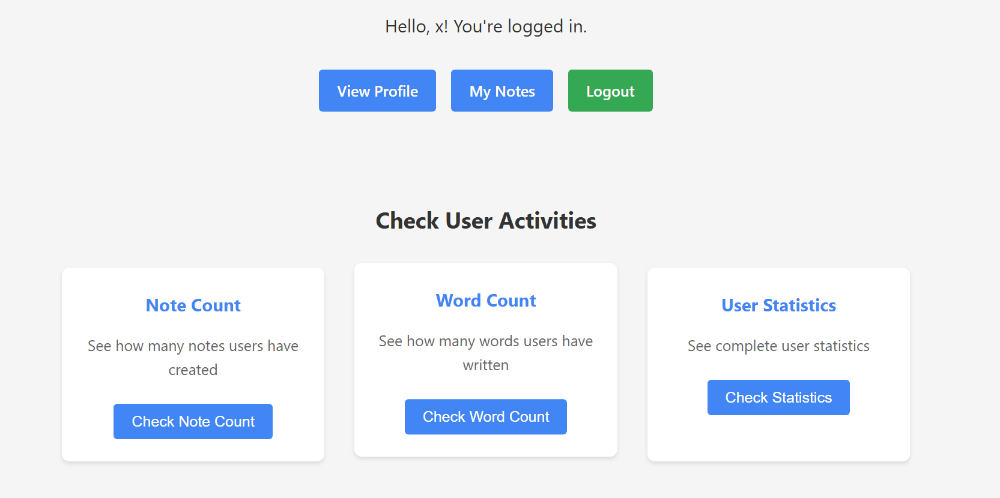 Hello, x! You're logged in.
View Profile
My Notes
Logout
Check User Activities
Note Count
See how many notes users have
created
Check Note Count
Word Count
See how many words users have
written
Check Word Count
User Statistics
See complete user statistics
Check Statistics